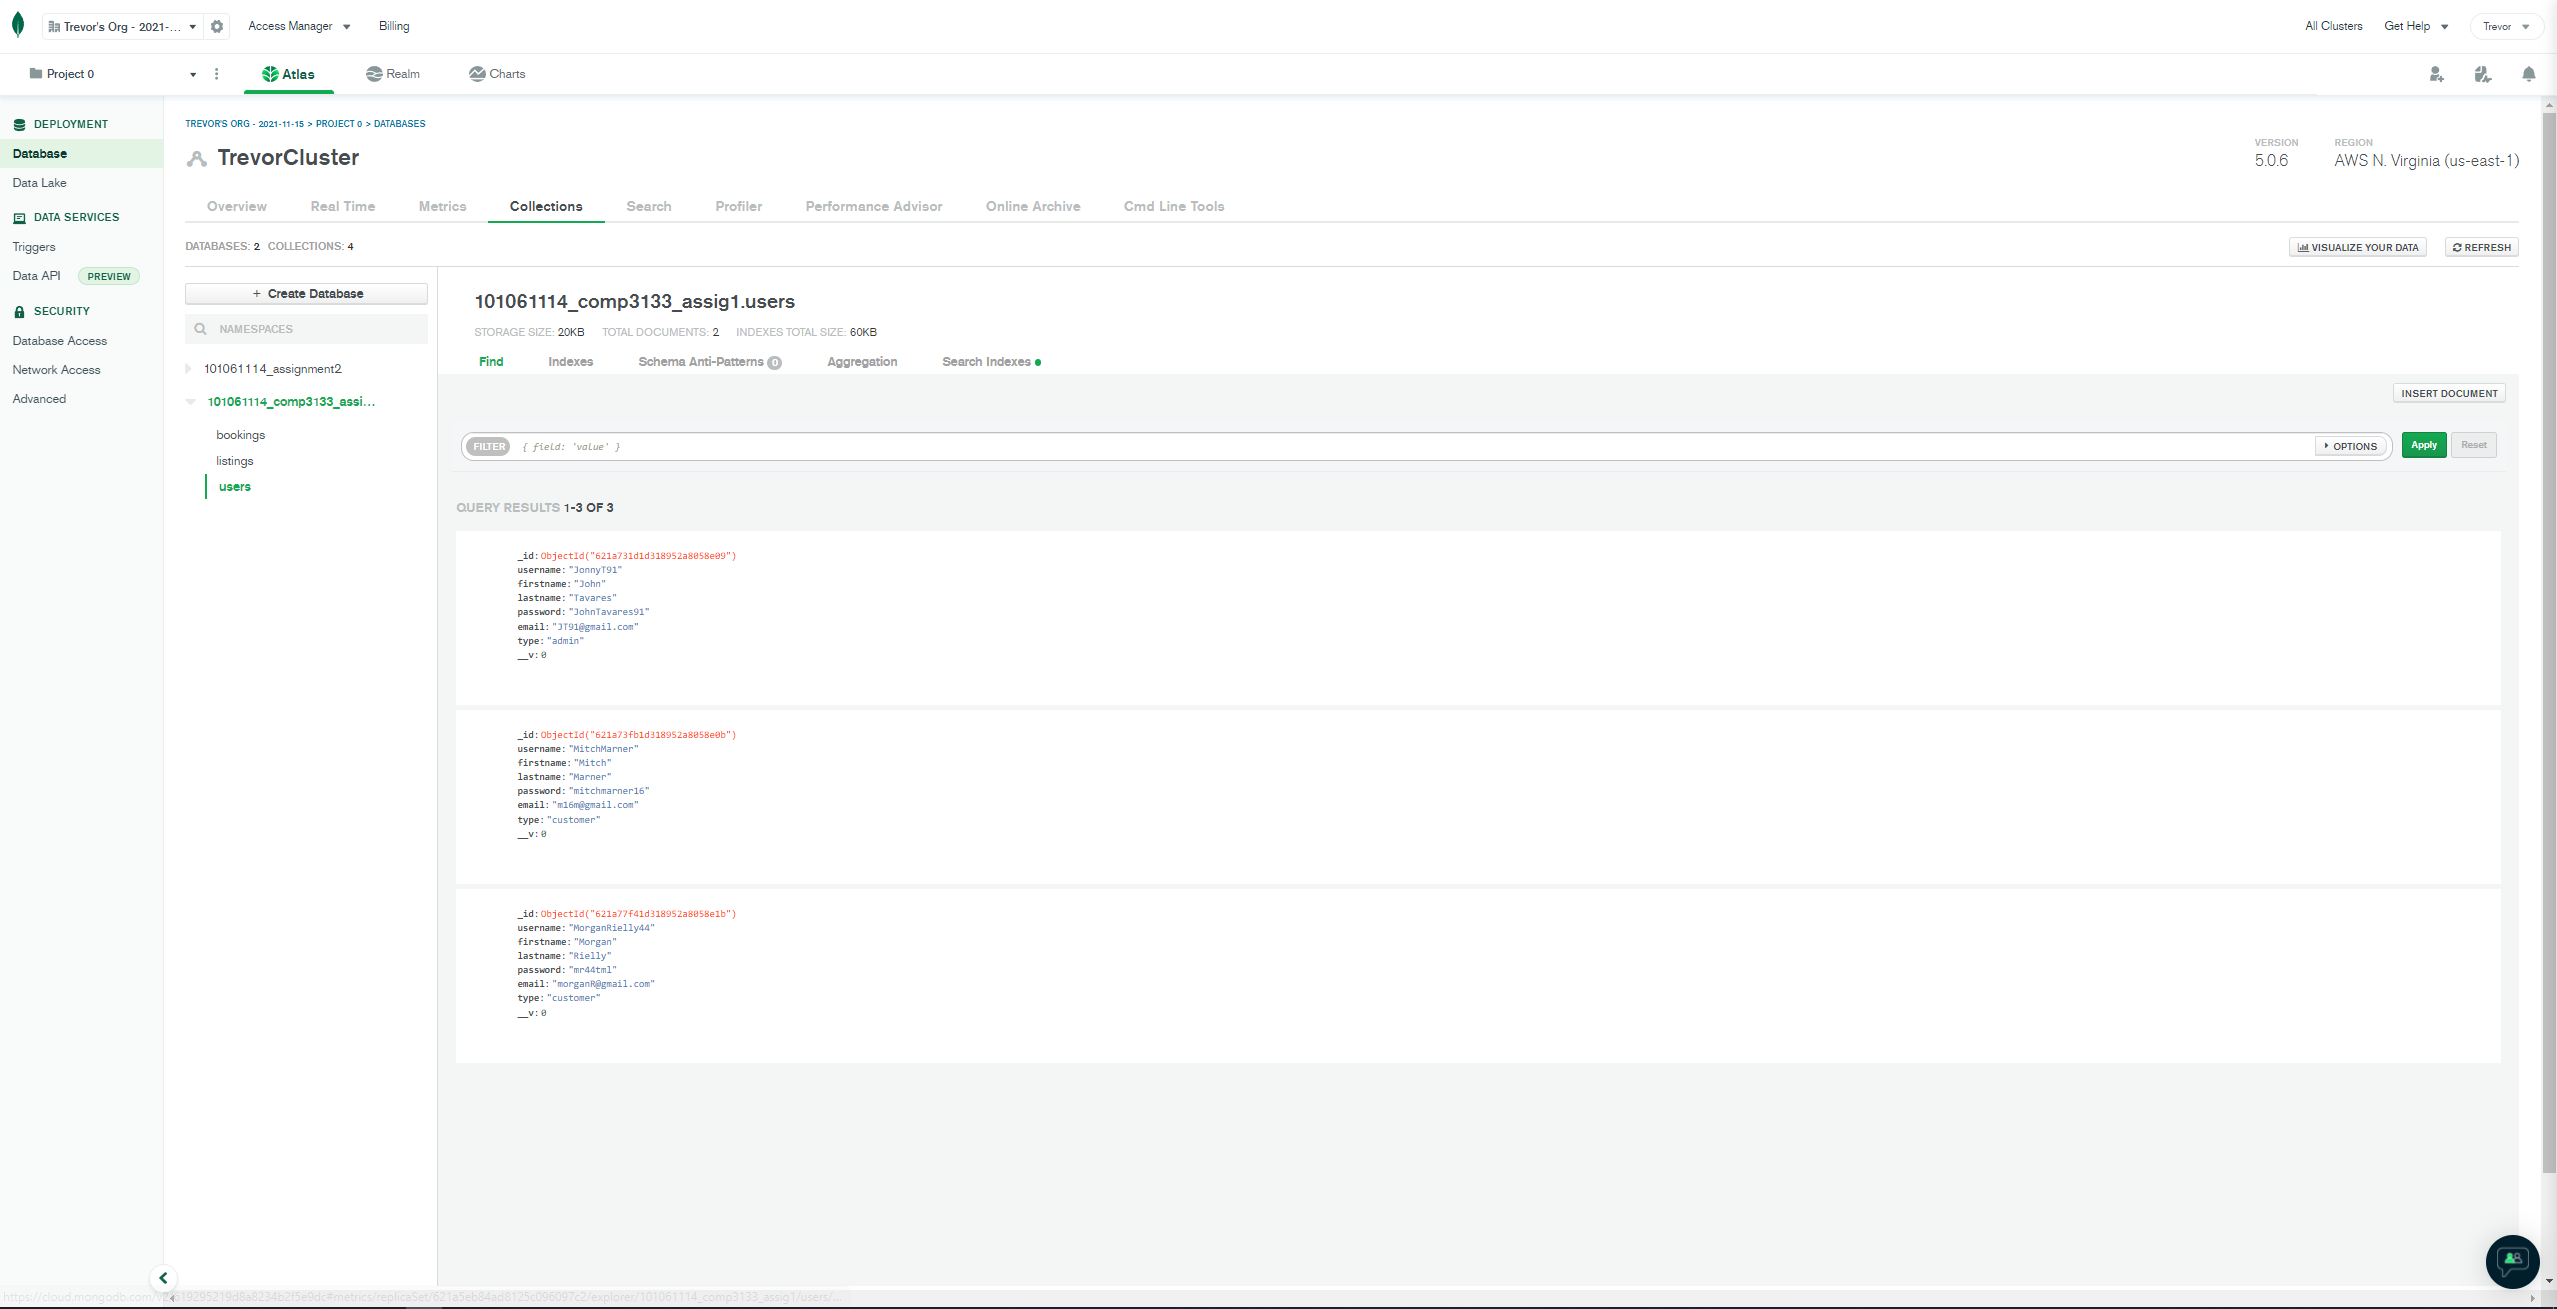 Trevor's Org - 2021-... Access Manager Billing All Clusters Get Help Trevor
Project 0 Atlas Realm Charts
DEPLOYMENT
Database
Data Lake
DATA SERVICES
Triggers
Data API PREVIEW
SECURITY
Database Access
Network Access
Advanced
TREVOR'S ORG - 2021-11-15 > PROJECT 0 > DATABASES
TrevorCluster
VERSION
5.0.6
REGION
AWS N. Virginia (us-east-1)
Overview Real Time Metrics Collections Search Profiler Performance Advisor Online Archive Cmd Line Tools
DATABASES: 2 COLLECTIONS: 4
VISUALIZE YOUR DATA REFRESH
+ Create Database
NAMESPACES
101061114_assignment2
101061114_comp3133_assi...
bookings
listings
users
101061114_comp3133_assig1.users
STORAGE SIZE: 20KB TOTAL DOCUMENTS: 2 INDEXES TOTAL SIZE: 60KB
Find Indexes Schema Anti-Patterns 0 Aggregation Search Indexes
INSERT DOCUMENT
FILTER { field: 'value' } OPTIONS Apply Reset
QUERY RESULTS 1-3 OF 3
_id: ObjectId("621a731d1d318952a8058e09")
username: "JonnyT91"
firstname: "John"
lastname: "Tavares"
password: "JohnTavares91"
email: "JT91@gmail.com"
type: "admin"
__v: 0
_id: ObjectId("621a73fb1d318952a8058e0b")
username: "MitchMarner"
firstname: "Mitch"
lastname: "Marner"
password: "mitchmarner16"
email: "m16m@gmail.com"
type: "customer"
__v: 0
_id: ObjectId("621a77f41d318952a8058e1b")
username: "MorganRielly44"
firstname: "Morgan"
lastname: "Rielly"
password: "mr44tml"
email: "morganR@gmail.com"
type: "customer"
__v: 0